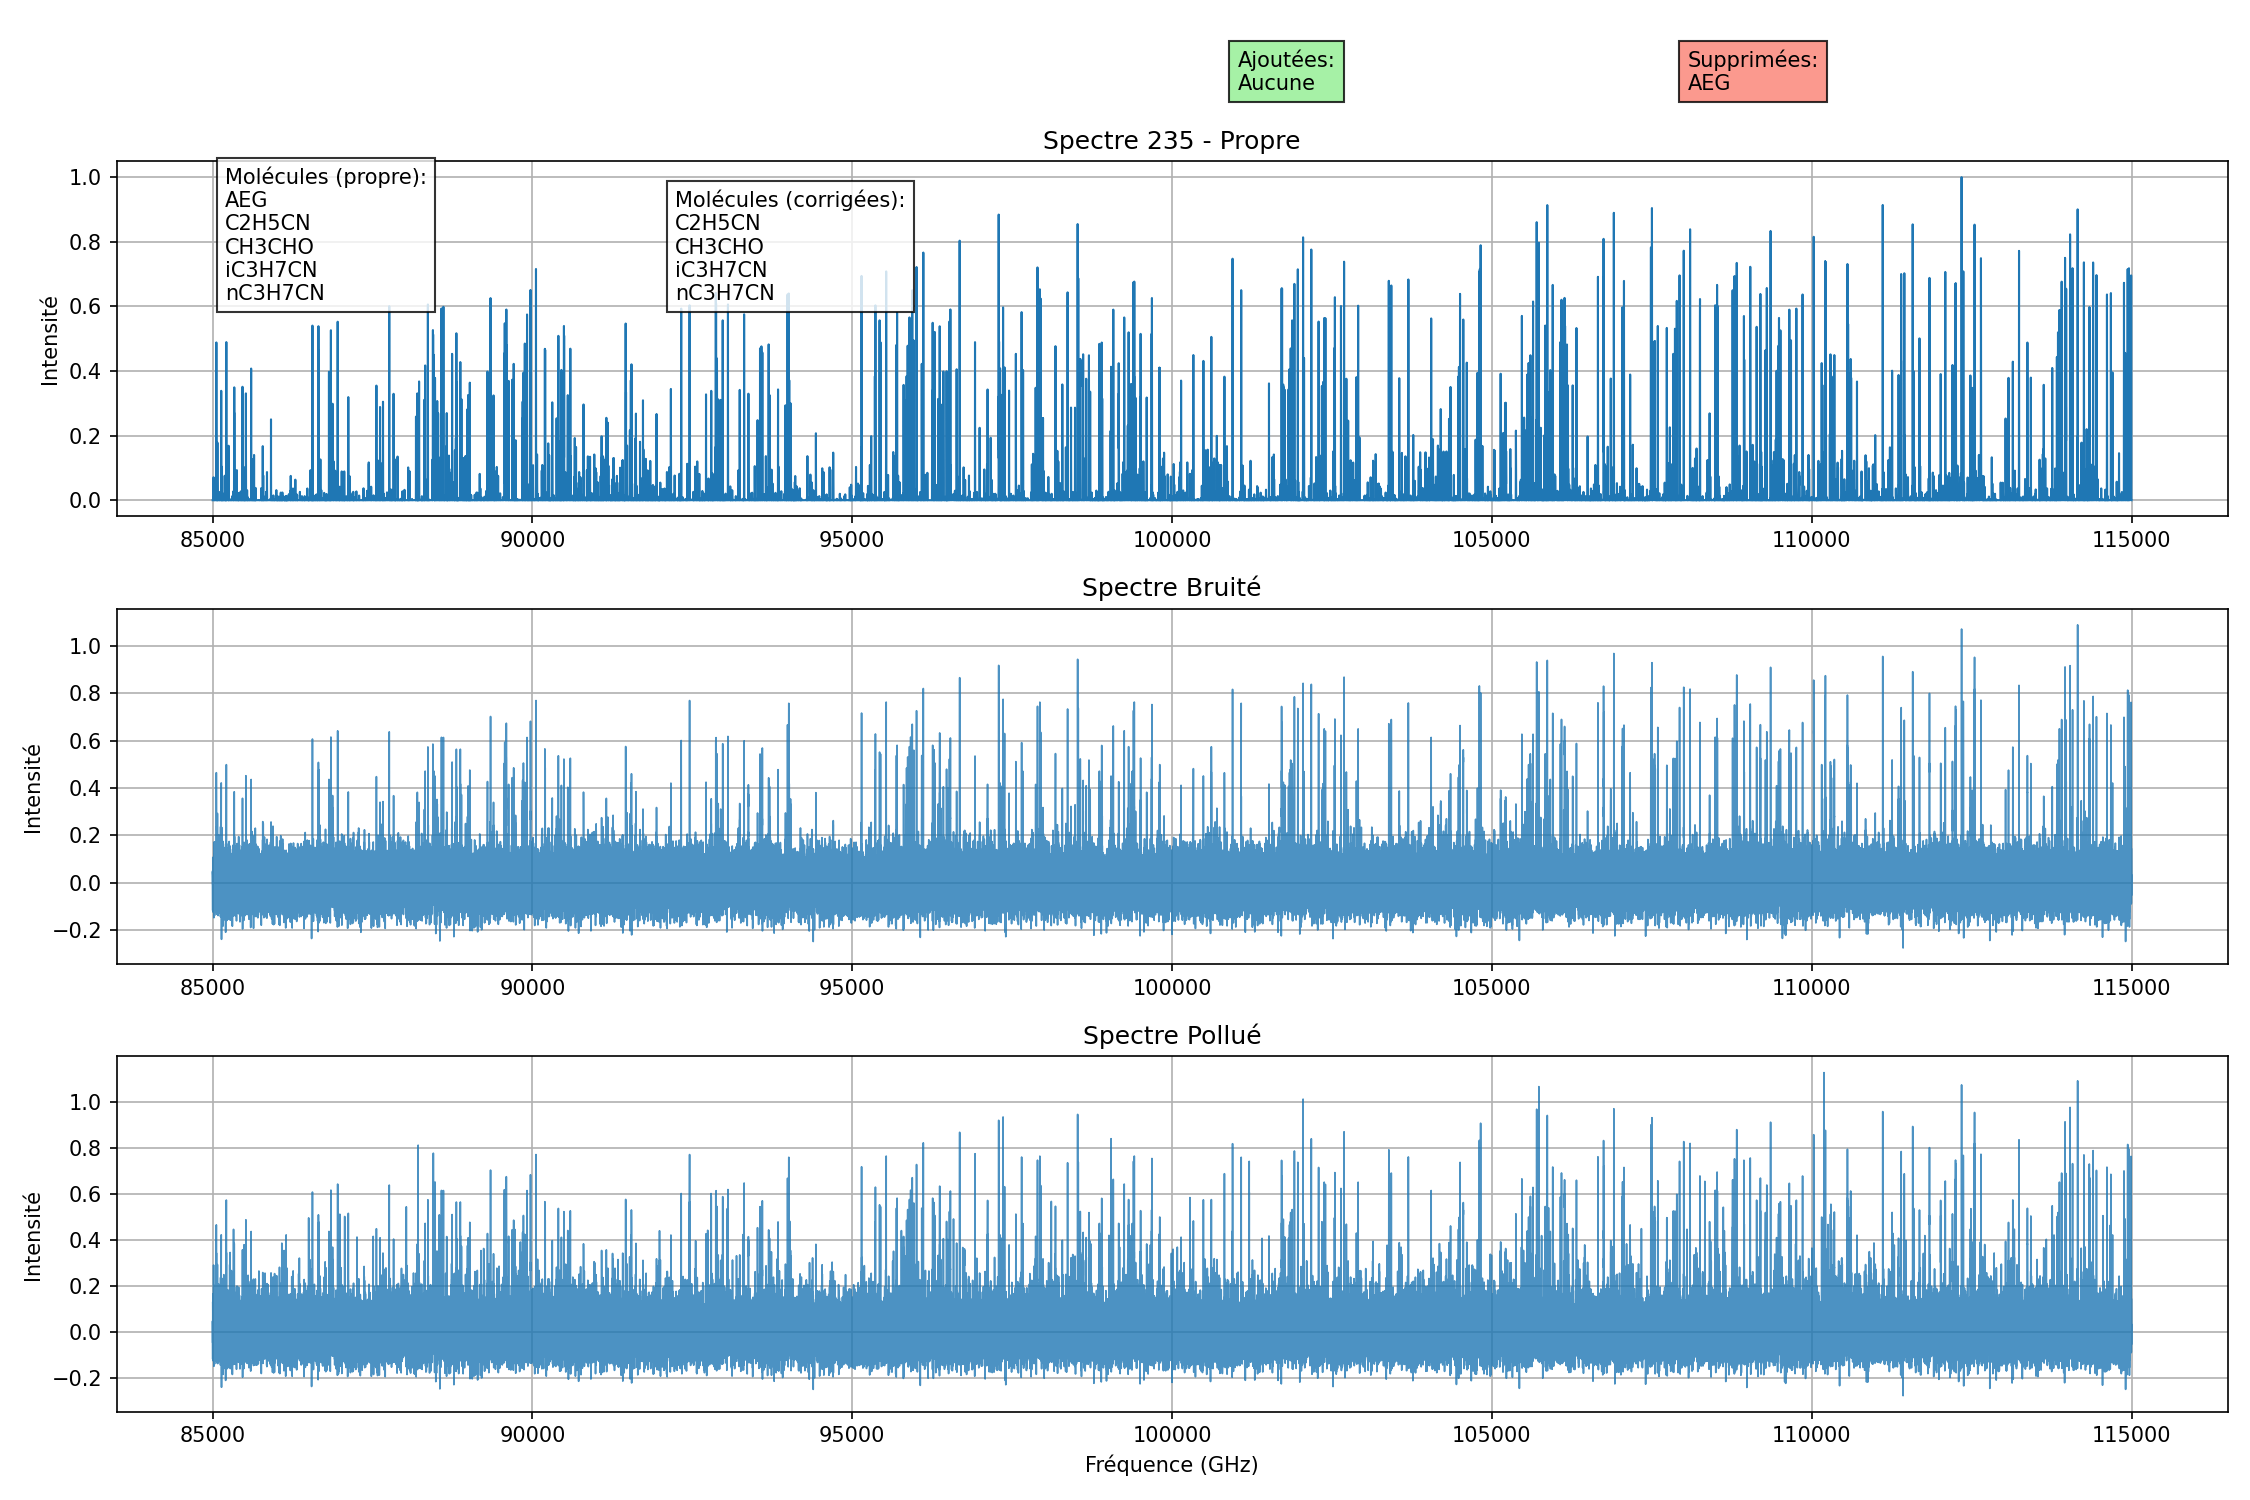 Ajoutées:
Aucune
Supprimées:
AEG
Spectre 235 - Propre
Molécules (propre):
AEG
C2H5CN
CH3CHO
iC3H7CN
nC3H7CN
Molécules (corrigées):
C2H5CN
CH3CHO
iC3H7CN
nC3H7CN
Intensité
1.0
0.8
0.6
0.4
0.2
0.0
85000 90000 95000 100000 105000 110000 115000
Spectre Bruité
Intensité
1.0
0.8
0.6
0.4
0.2
0.0
−0.2
85000 90000 95000 100000 105000 110000 115000
Spectre Pollué
Intensité
1.0
0.8
0.6
0.4
0.2
0.0
−0.2
85000 90000 95000 100000 105000 110000 115000
Fréquence (GHz)